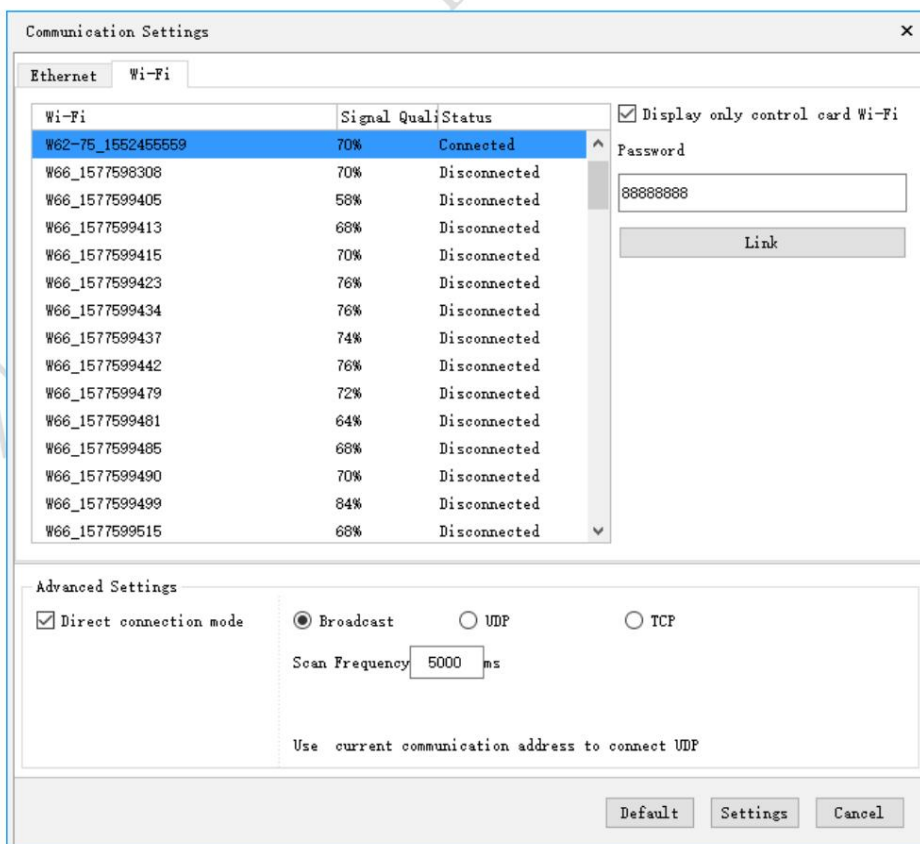 Communication Settings
Ethernet Wi-Fi
Wi-Fi Signal Quali Status
W62-75_1552455559 70% Connected
W66_1577598308 70% Disconnected
W66_1577599405 58% Disconnected
W66_1577599413 68% Disconnected
W66_1577599415 70% Disconnected
W66_1577599423 76% Disconnected
W66_1577599434 76% Disconnected
W66_1577599437 74% Disconnected
W66_1577599442 76% Disconnected
W66_1577599479 72% Disconnected
W66_1577599481 64% Disconnected
W66_1577599485 68% Disconnected
W66_1577599490 70% Disconnected
W66_1577599499 84% Disconnected
W66_1577599515 68% Disconnected
Display only control card Wi-Fi
Password
88888888
Link
Advanced Settings
Direct connection mode
Broadcast UDP TCP
Scan Frequency 5000 ms
Use current communication address to connect UDP
Default Settings Cancel